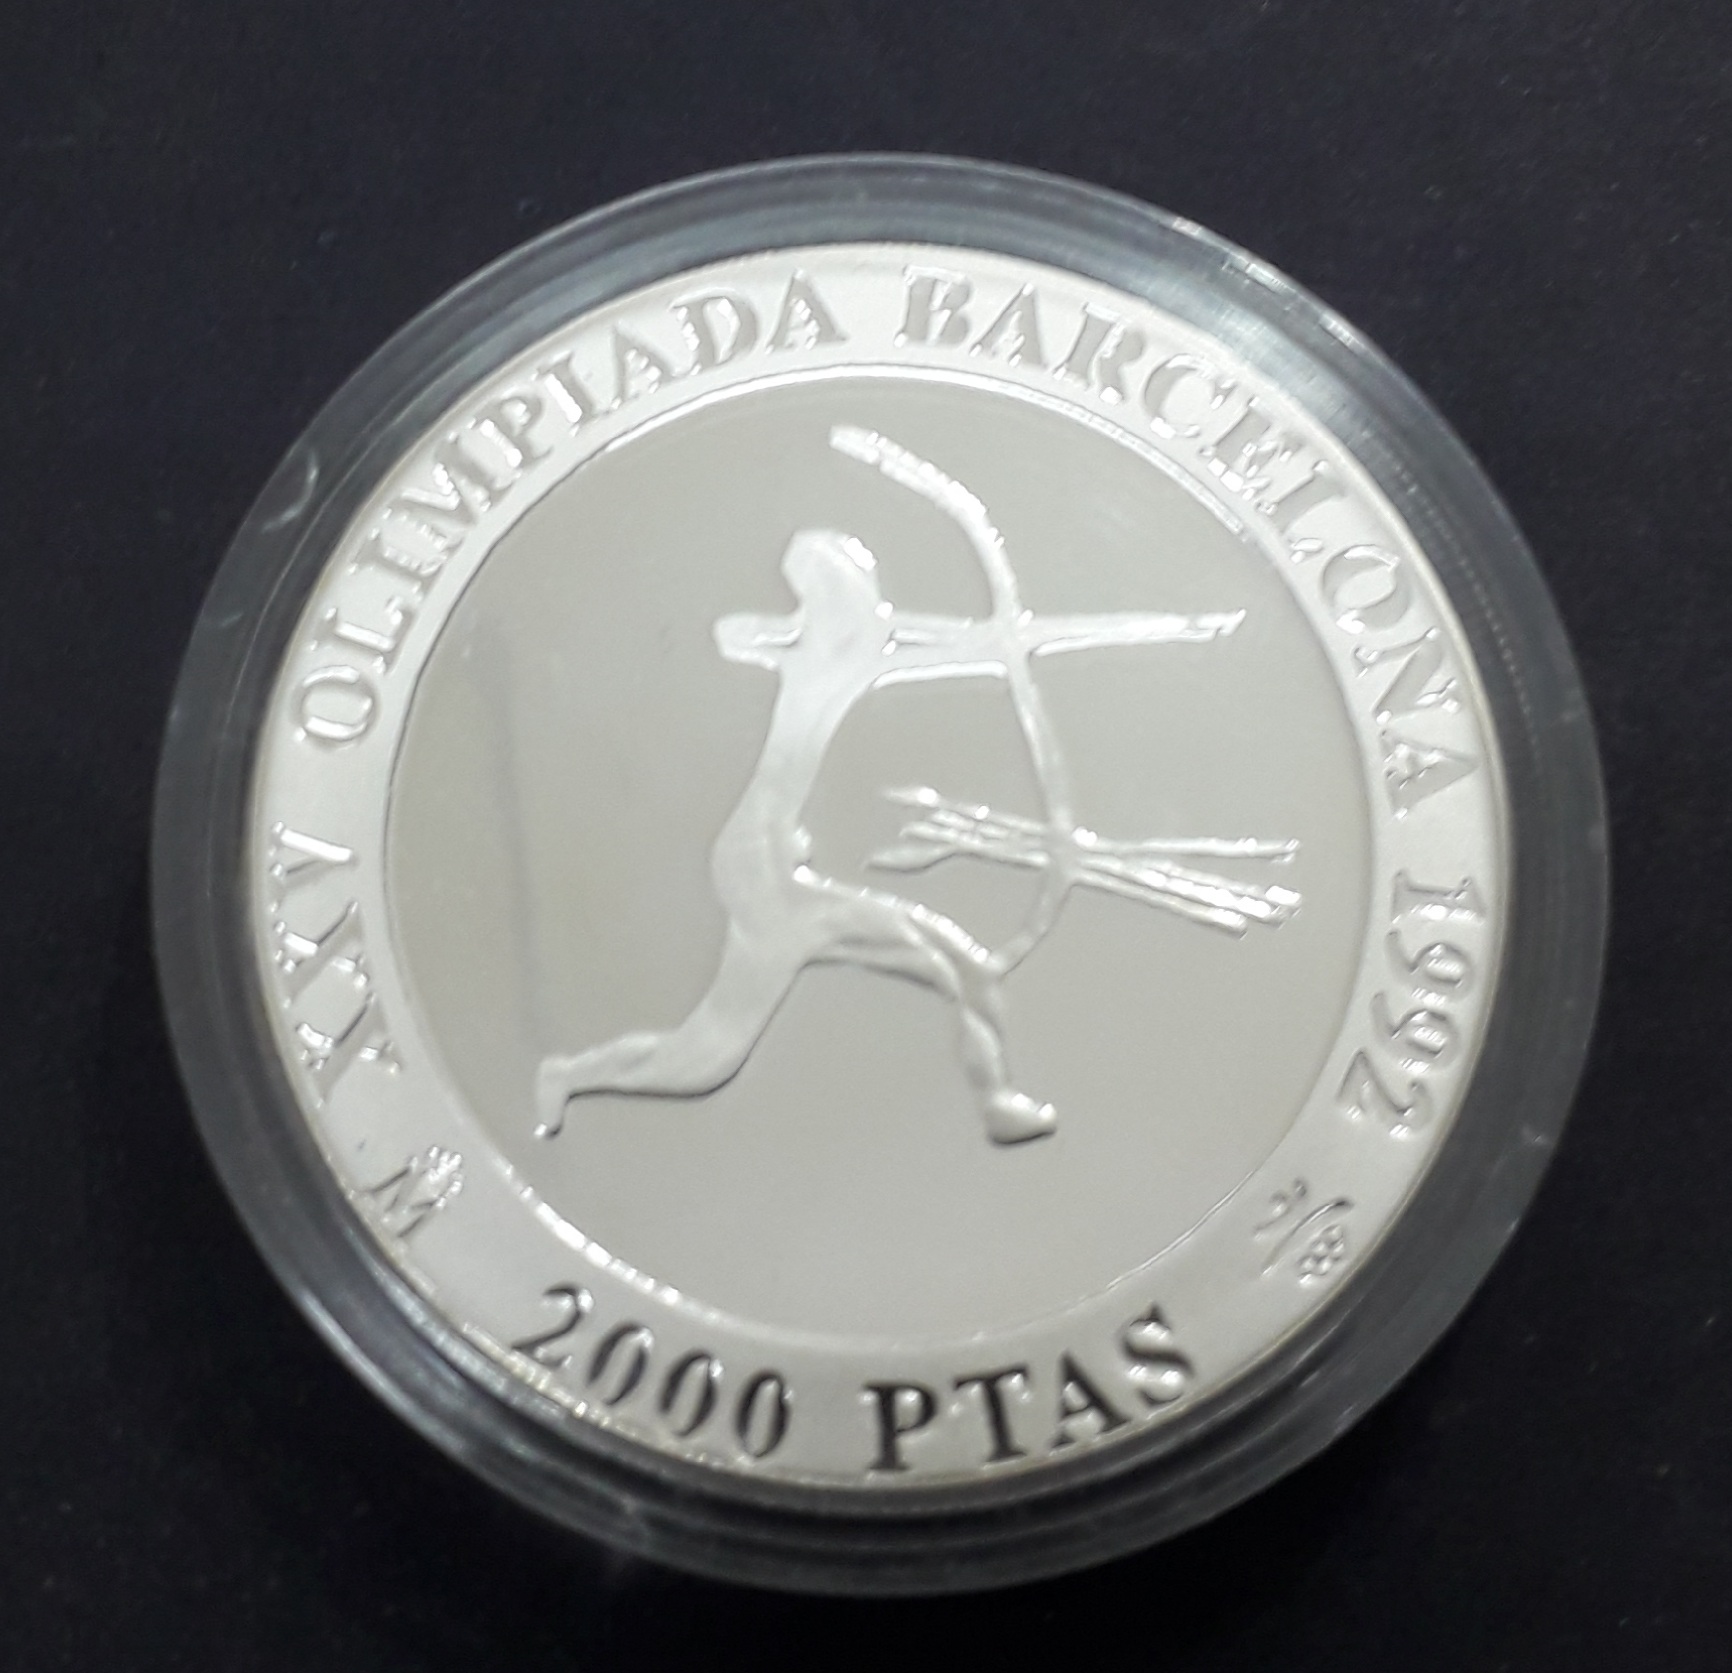 XXV OLIMPIADA BARCELONA 1992
M
2000 PTAS